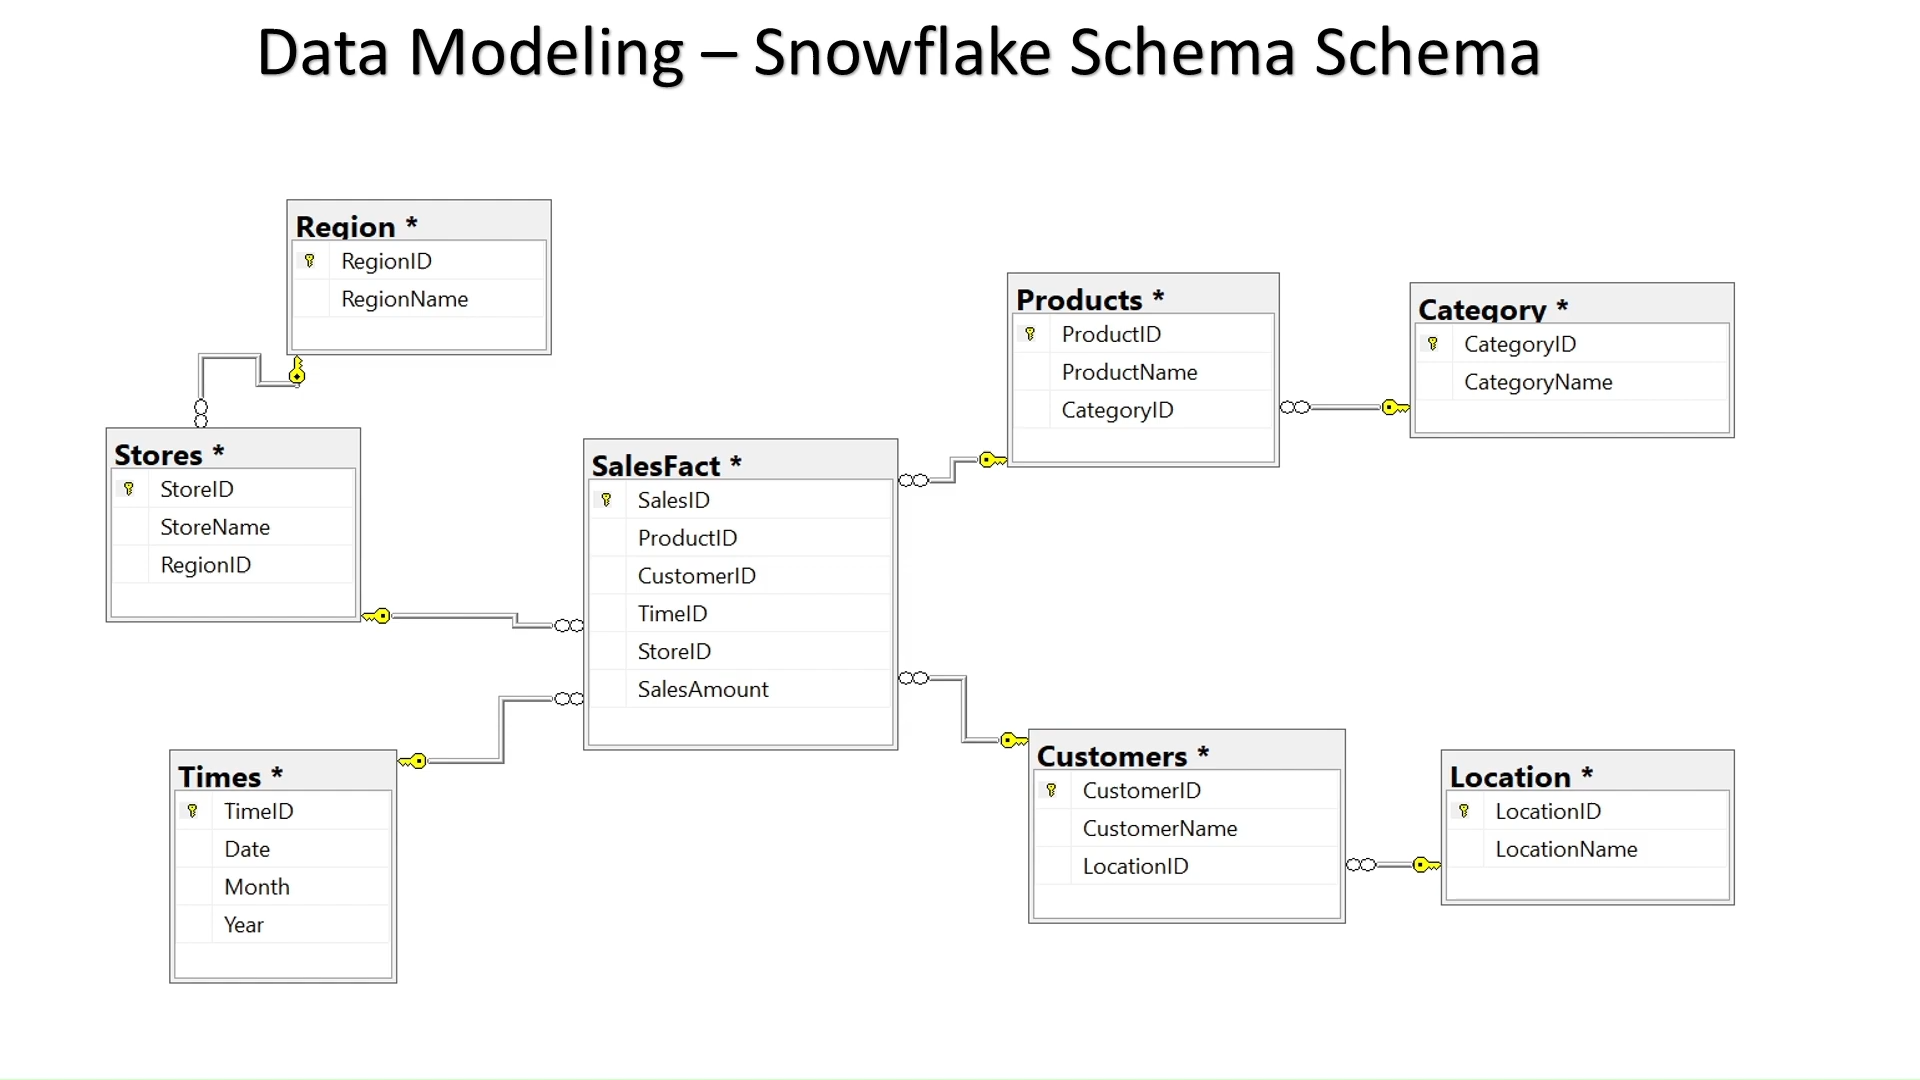 Data Modeling – Snowflake Schema Schema
Region *
RegionID
RegionName
Stores *
StoreID
StoreName
RegionID
Times *
TimeID
Date
Month
Year
SalesFact *
SalesID
ProductID
CustomerID
TimeID
StoreID
SalesAmount
Products *
ProductID
ProductName
CategoryID
Category *
CategoryID
CategoryName
Customers *
CustomerID
CustomerName
LocationID
Location *
LocationID
LocationName